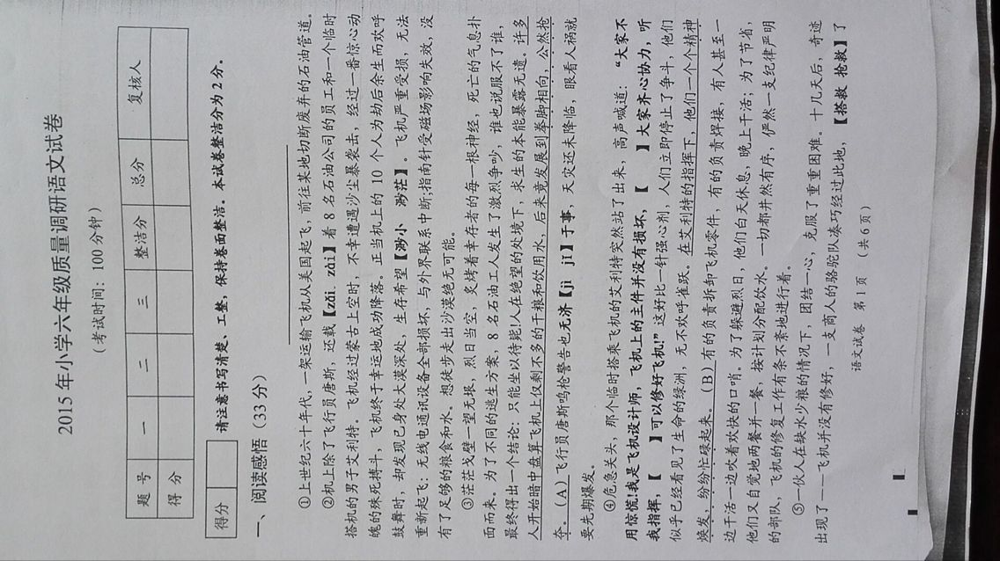 2015年小学六年级质量调研语文试卷
（考试时间：100分钟）
题 号 一 二 三 整洁分 总分 复核人
得 分
得分
请注意书写清楚、工整，保持卷面整洁。本试卷整洁分为2分。
一、阅读感悟（33分）
①上世纪六十年代，一架运输飞机从美国起飞，前往某地切断废弃的石油管道。
②机上除了飞行员唐斯，还载【zǎi. zài】着8名石油公司的员工和一个临时
搭机的男子艾利特。飞机经过蒙古上空时，不幸遭遇沙尘暴袭击，经过一番惊心动
魄的殊死搏斗，飞机终于幸运地成功降落。正当机上的10个人为劫后余生而欢呼
鼓舞时，却发现已身处大漠深处，生存希望【渺小 渺茫】。飞机严重受损，无法
重新起飞；无线电通讯设备全部损坏，与外界联系中断;指南针受磁场影响失效，没
有了足够的粮食和水。想徒步走出沙漠绝无可能。
③茫茫戈壁一望无垠，烈日当空，炙烤着幸存者的每一根神经，死亡的气息扑
面而来。为了不同的逃生方案，8名石油工人发生了激烈争吵，谁也说服不了谁，
最终得出一个结论：只能坐以待毙!人在绝望的处境下，求生的本能暴露无遗。许多
人开始暗中盘算飞机上仅剩不多的干粮和饮用水，后来竟发展到拳脚相向，公然抢
夺。（A）飞行员唐斯鸣枪警告也无济【jì jǐ】于事，天灾还未降临，眼看人祸就
要先期爆发。
④危急关头，那个临时搭乘飞机的艾利特突然站了出来，高声喊道：“大家不
用惊慌!我是飞机设计师，飞机上的主件并没有损坏，【 】大家齐心协力，听
我指挥，【 】可以修好飞机!”这好比一针强心剂，人们立即停止了争斗，他们
似乎已经看见了生命的绿洲，无不欢呼雀跃。在艾利特的指挥下，他们一个个精神
焕发，纷纷忙碌起来。（B）有的负责拆卸飞机零件，有的负责焊接，有人甚至一
边干活一边吹着欢快的口哨。为了躲避烈日，他们白天休息，晚上干活；为了节省，
他们又自觉地两餐并一餐，按计划分配饮水。一切都井然有序，俨然一支纪律严明
的部队，飞机的修复工作有条不紊地进行着。
⑤一伙人在缺水少粮的情况下，团结一心，克服了重重困难。十几天后，奇迹
出现了——飞机并没有修好，一支商人的骆驼队凑巧经过此地，【搭救 抢救】了
语文试卷 第1页 （共6页）